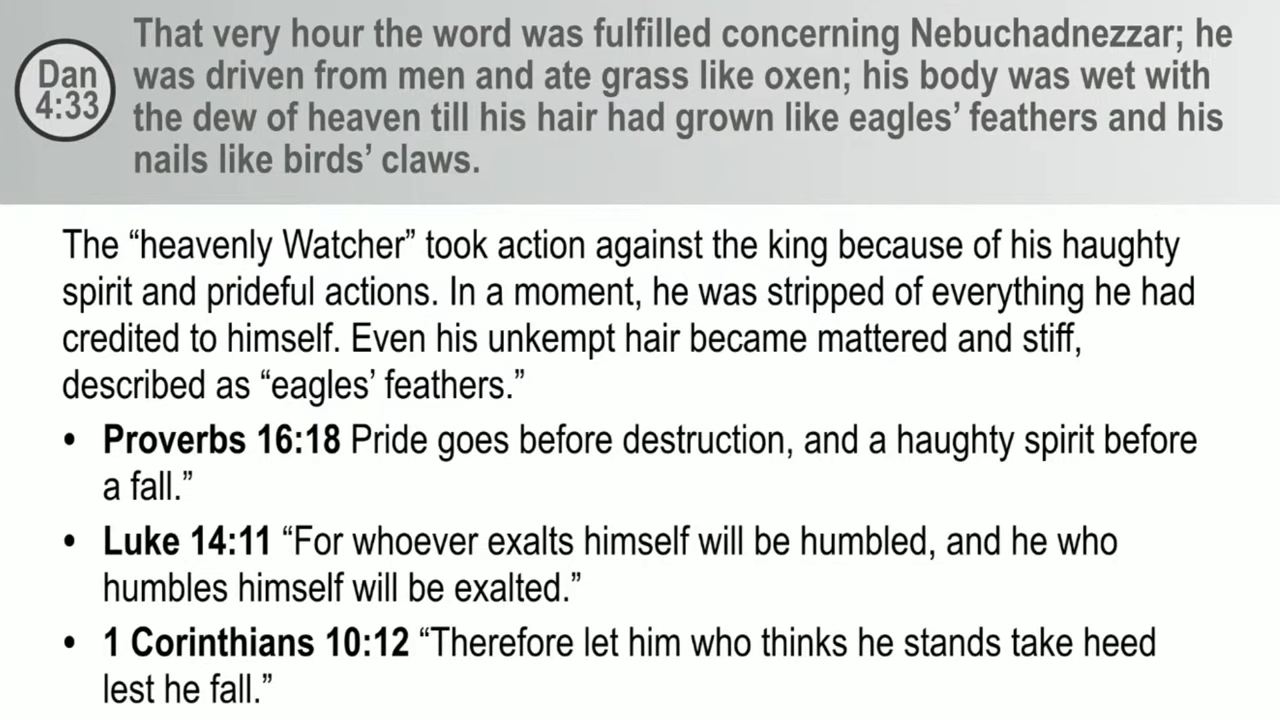 Dan
4:33
That very hour the word was fulfilled concerning Nebuchadnezzar; he
was driven from men and ate grass like oxen; his body was wet with
the dew of heaven till his hair had grown like eagles’ feathers and his
nails like birds’ claws.
The “heavenly Watcher” took action against the king because of his haughty
spirit and prideful actions. In a moment, he was stripped of everything he had
credited to himself. Even his unkempt hair became mattered and stiff,
described as “eagles’ feathers.”
• Proverbs 16:18 Pride goes before destruction, and a haughty spirit before
a fall.”
• Luke 14:11 “For whoever exalts himself will be humbled, and he who
humbles himself will be exalted.”
• 1 Corinthians 10:12 “Therefore let him who thinks he stands take heed
lest he fall.”